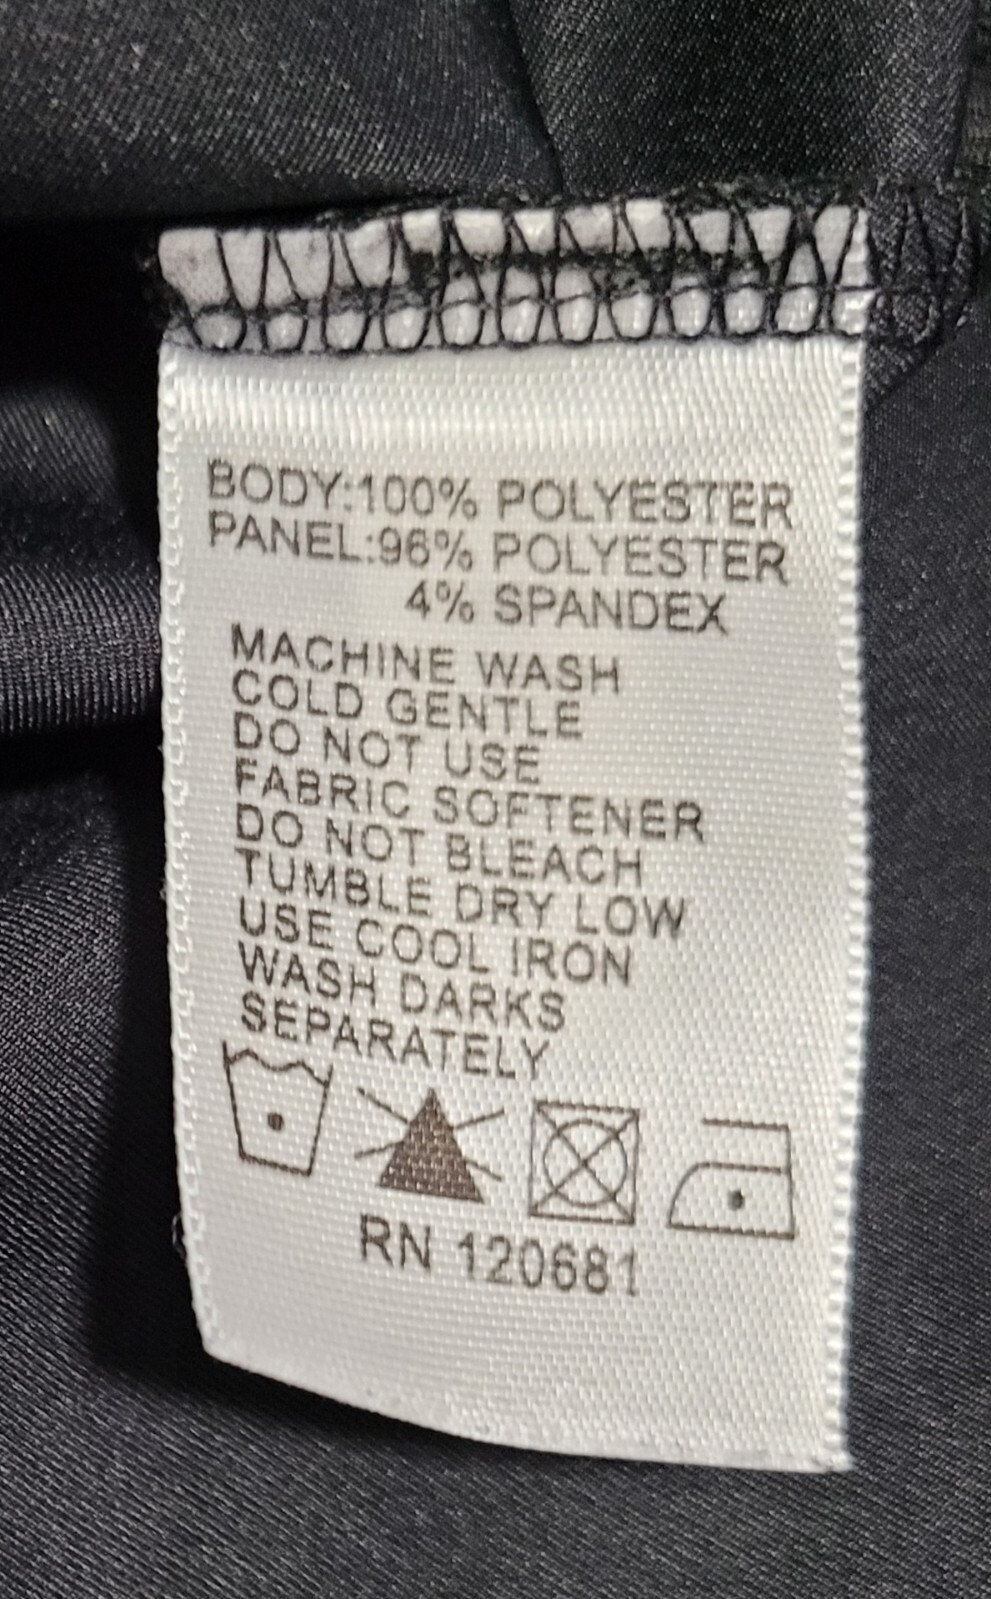 BODY:100% POLYESTER
PANEL:96% POLYESTER
4% SPANDEX
MACHINE WASH
COLD GENTLE
DO NOT USE
FABRIC SOFTENER
DO NOT BLEACH
TUMBLE DRY LOW
USE COOL IRON
WASH DARKS
SEPARATELY
RN 120681